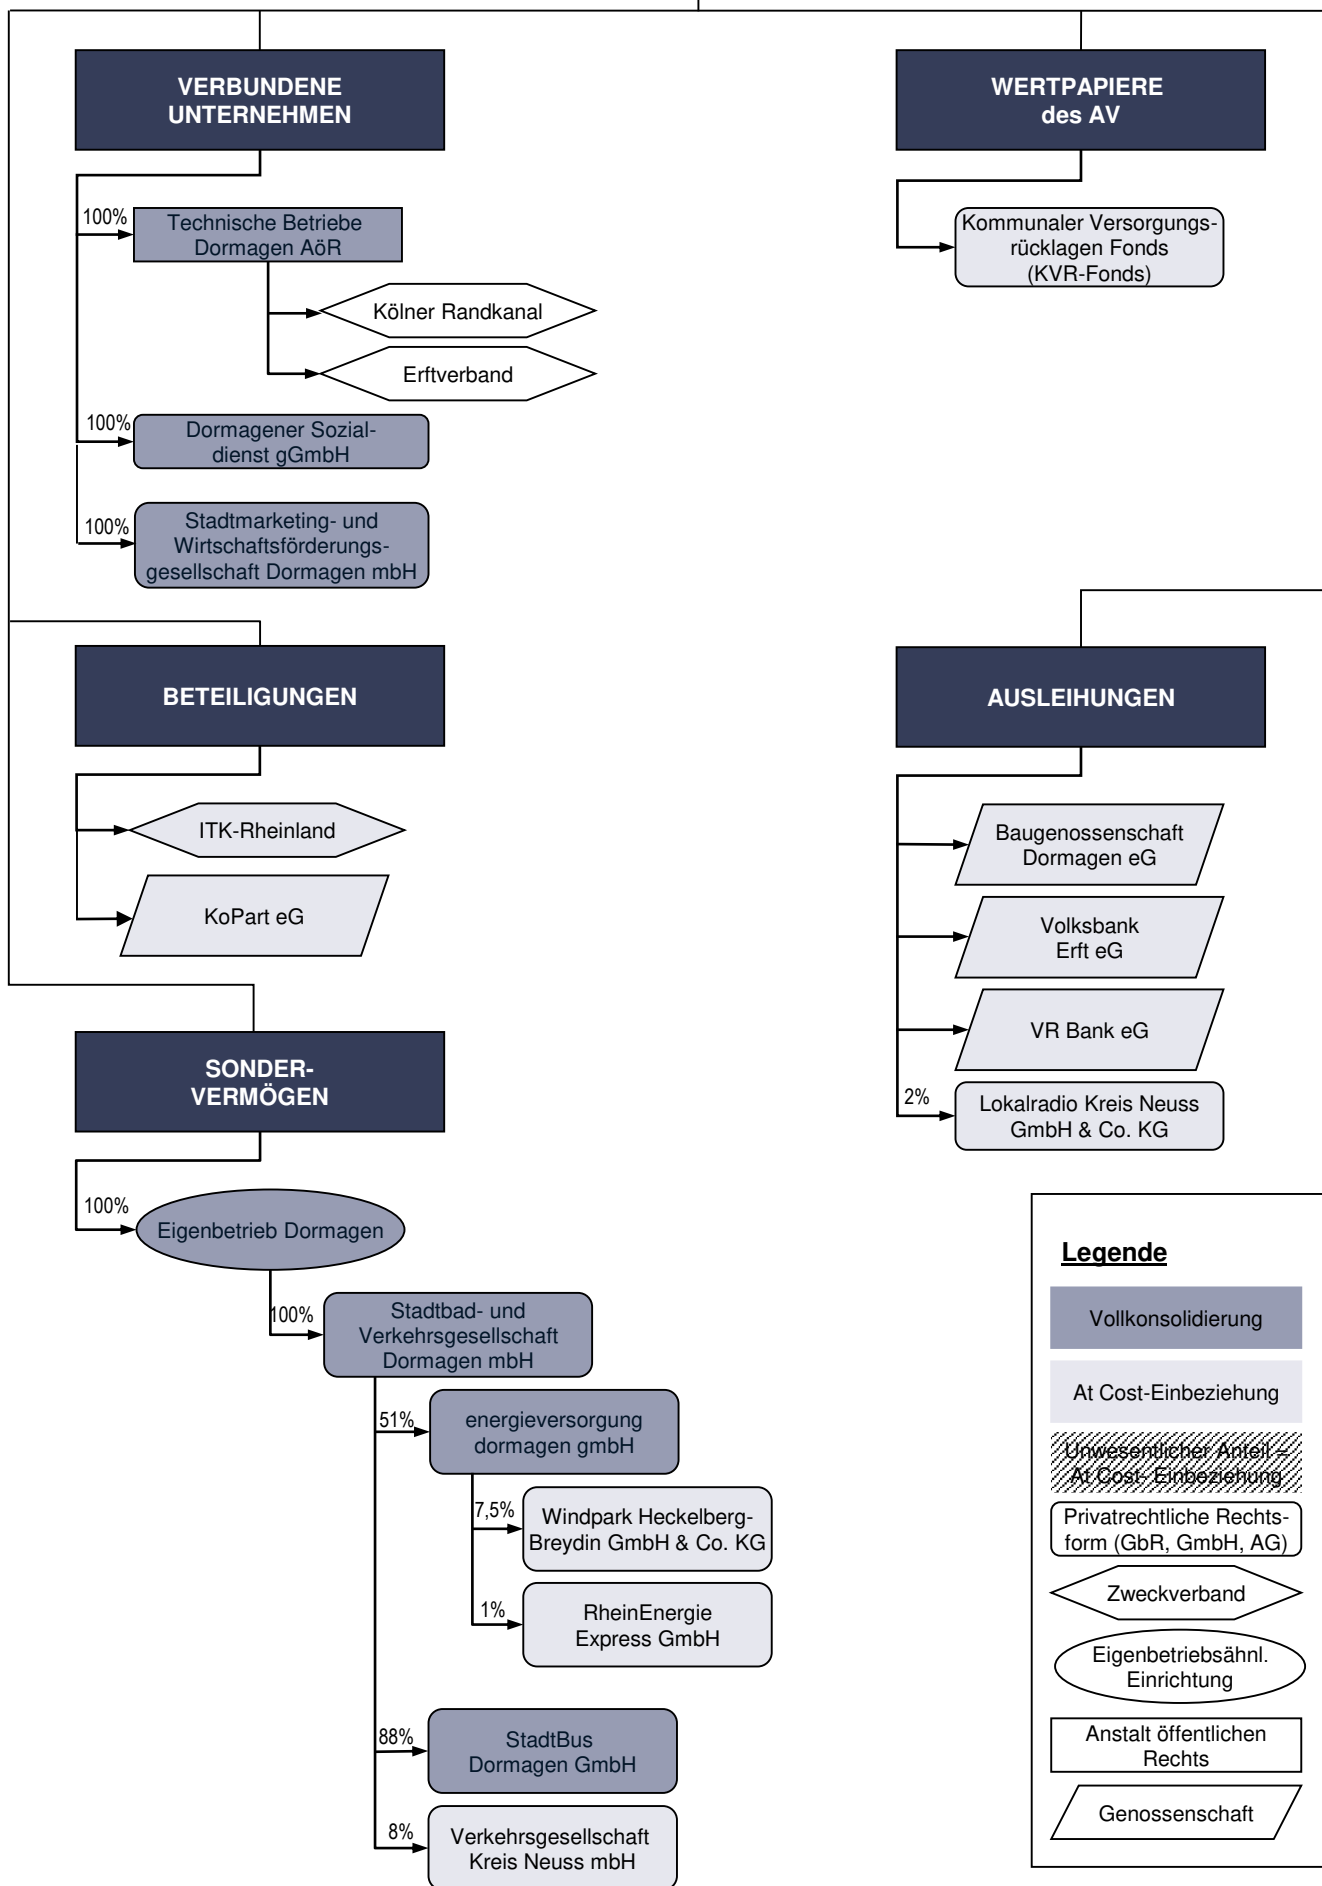 VERBUNDENE
UNTERNEHMEN
100%
Technische Betriebe
Dormagen AöR
Kölner Randkanal
Erftverband
100%
Dormagener Sozial-
dienst gGmbH
100%
Stadtmarketing- und
Wirtschaftsförderungs-
gesellschaft Dormagen mbH
WERTPAPIERE
des AV
Kommunaler Versorgungs-
rücklagen Fonds
(KVR-Fonds)
BETEILIGUNGEN
ITK-Rheinland
KoPart eG
AUSLEIHUNGEN
Baugenossenschaft
Dormagen eG
Volksbank
Erft eG
VR Bank eG
2%
Lokalradio Kreis Neuss
GmbH & Co. KG
SONDER-
VERMÖGEN
100%
Eigenbetrieb Dormagen
100%
Stadtbad- und
Verkehrsgesellschaft
Dormagen mbH
51%
energieversorgung
dormagen gmbH
7,5%
Windpark Heckelberg-
Breydin GmbH & Co. KG
1%
RheinEnergie
Express GmbH
88%
StadtBus
Dormagen GmbH
8%
Verkehrsgesellschaft
Kreis Neuss mbH
Legende
Vollkonsolidierung
At Cost-Einbeziehung
Unwesentlicher Anteil =
At Cost- Einbeziehung
Privatrechtliche Rechts-
form (GbR, GmbH, AG)
Zweckverband
Eigenbetriebsähnl.
Einrichtung
Anstalt öffentlichen
Rechts
Genossenschaft